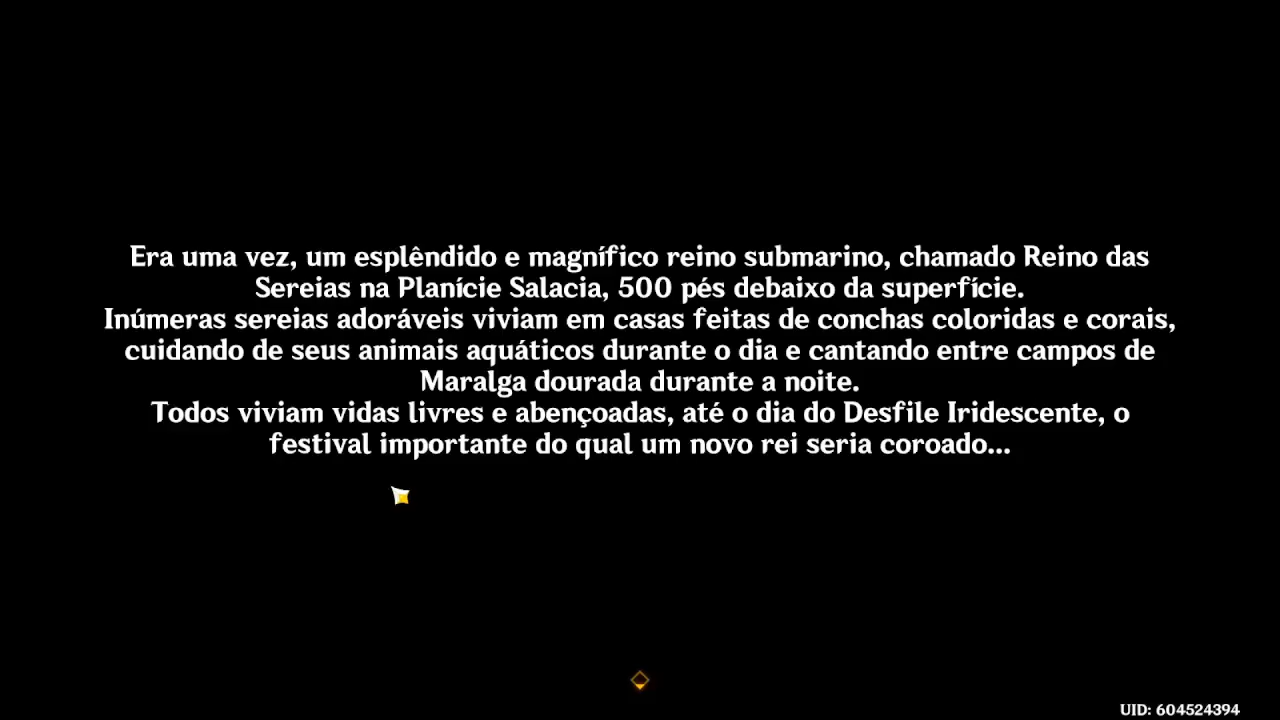 Era uma vez, um esplêndido e magnífico reino submarino, chamado Reino das
Sereias na Planície Salacia, 500 pés debaixo da superfície.
Inúmeras sereias adoráveis viviam em casas feitas de conchas coloridas e corais,
cuidando de seus animais aquáticos durante o dia e cantando entre campos de
Maralga dourada durante a noite.
Todos viviam vidas livres e abençoadas, até o dia do Desfile Iridescente, o
festival importante do qual um novo rei seria coroado...
UID: 604524394